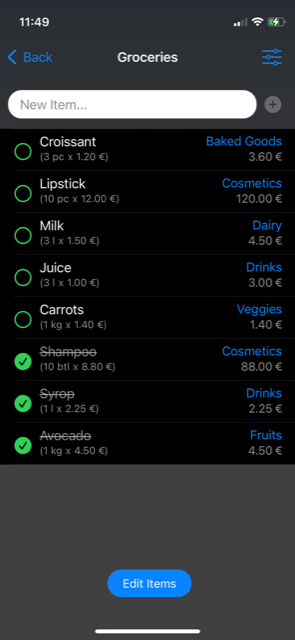 11:49
Back
Groceries
New Item...
Croissant
Baked Goods
(3 pc x 1.20 €)
3.60 €
Lipstick
Cosmetics
(10 pc x 12.00 €)
120.00 €
Milk
Dairy
(3 l x 1.50 €)
4.50 €
Juice
Drinks
(3 l x 1.00 €)
3.00 €
Carrots
Veggies
(1 kg x 1.40 €)
1.40 €
Shampoo
Cosmetics
(10 btl x 8.80 €)
88.00 €
Syrop
Drinks
(1 l x 2.25 €)
2.25 €
Avocado
Fruits
(1 kg x 4.50 €)
4.50 €
Edit Items